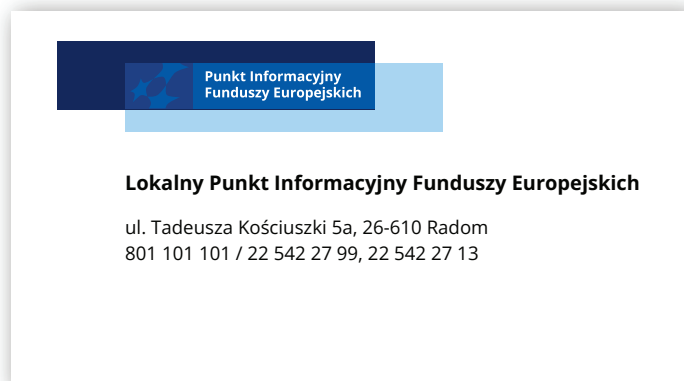 Punkt Informacyjny
Funduszy Europejskich
Lokalny Punkt Informacyjny Funduszy Europejskich
ul. Tadeusza Kościuszki 5a, 26-610 Radom
801 101 101 / 22 542 27 99, 22 542 27 13